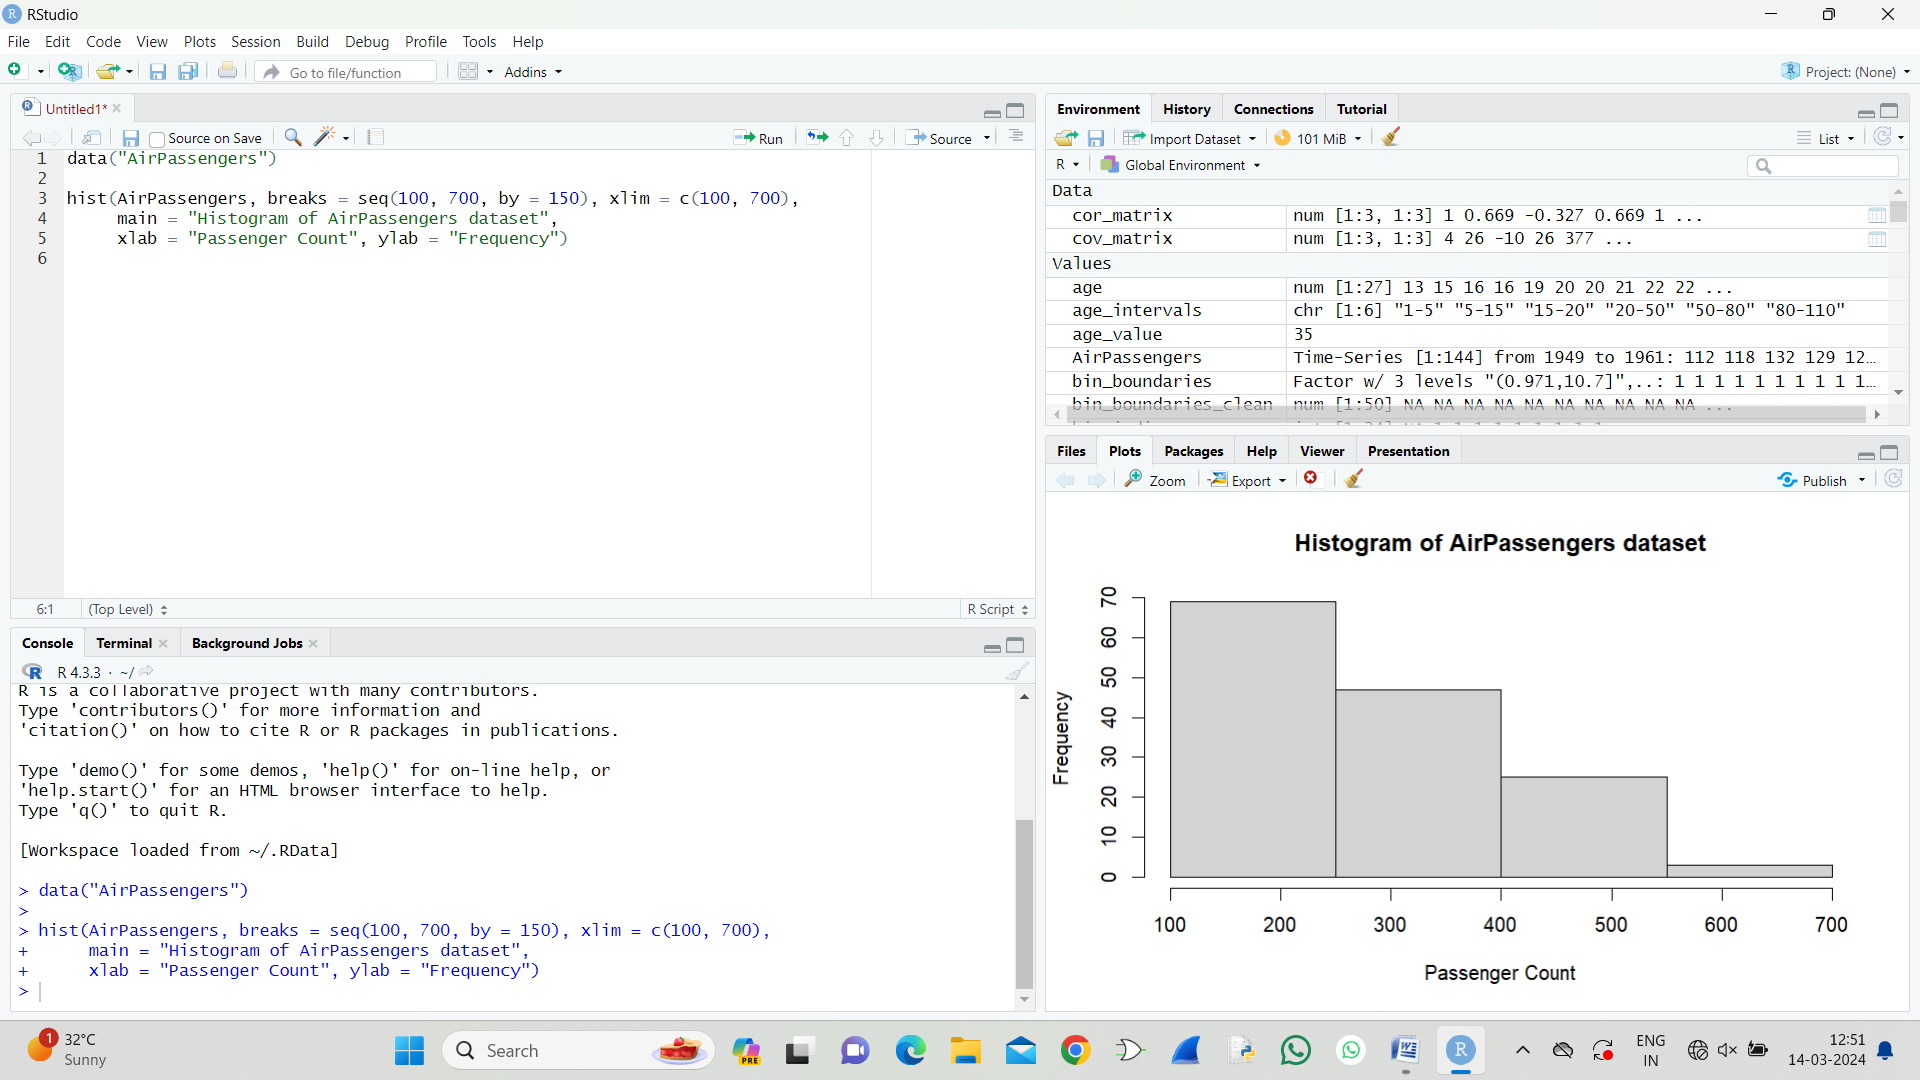 RStudio
File Edit Code View Plots Session Build Debug Profile Tools Help
Go to file/function Addins Project: (None)
Untitled1*
Source on Save Run Source
1 data("AirPassengers")
2
3 hist(AirPassengers, breaks = seq(100, 700, by = 150), xlim = c(100, 700),
4 main = "Histogram of AirPassengers dataset",
5 xlab = "Passenger Count", ylab = "Frequency")
6
6:1 (Top Level) R Script
Console Terminal Background Jobs
R 4.3.3 · ~/
R is a collaborative project with many contributors.
Type 'contributors()' for more information and
'citation()' on how to cite R or R packages in publications.
Type 'demo()' for some demos, 'help()' for on-line help, or
'help.start()' for an HTML browser interface to help.
Type 'q()' to quit R.
[Workspace loaded from ~/.RData]
> data("AirPassengers")
>
> hist(AirPassengers, breaks = seq(100, 700, by = 150), xlim = c(100, 700),
+ main = "Histogram of AirPassengers dataset",
+ xlab = "Passenger Count", ylab = "Frequency")
>
Environment History Connections Tutorial
Import Dataset 101 MiB List
R Global Environment
Data
cor_matrix num [1:3, 1:3] 1 0.669 -0.327 0.669 1 ...
cov_matrix num [1:3, 1:3] 4 26 -10 26 377 ...
Values
age num [1:27] 13 15 16 16 19 20 20 21 22 22 ...
age_intervals chr [1:6] "1-5" "5-15" "15-20" "20-50" "50-80" "80-110"
age_value 35
AirPassengers Time-Series [1:144] from 1949 to 1961: 112 118 132 129 12...
bin_boundaries Factor w/ 3 levels "(0.971,10.7]",..: 1 1 1 1 1 1 1 1 1 1...
bin_boundaries_clean num [1:50] NA NA NA NA NA NA NA NA NA NA ...
Files Plots Packages Help Viewer Presentation
Zoom Export Publish
Histogram of AirPassengers dataset
Frequency
70
60
50
40
30
20
10
0
100 200 300 400 500 600 700
Passenger Count
1 32°C
Sunny
Search
PRE
ENG
IN
12:51
14-03-2024